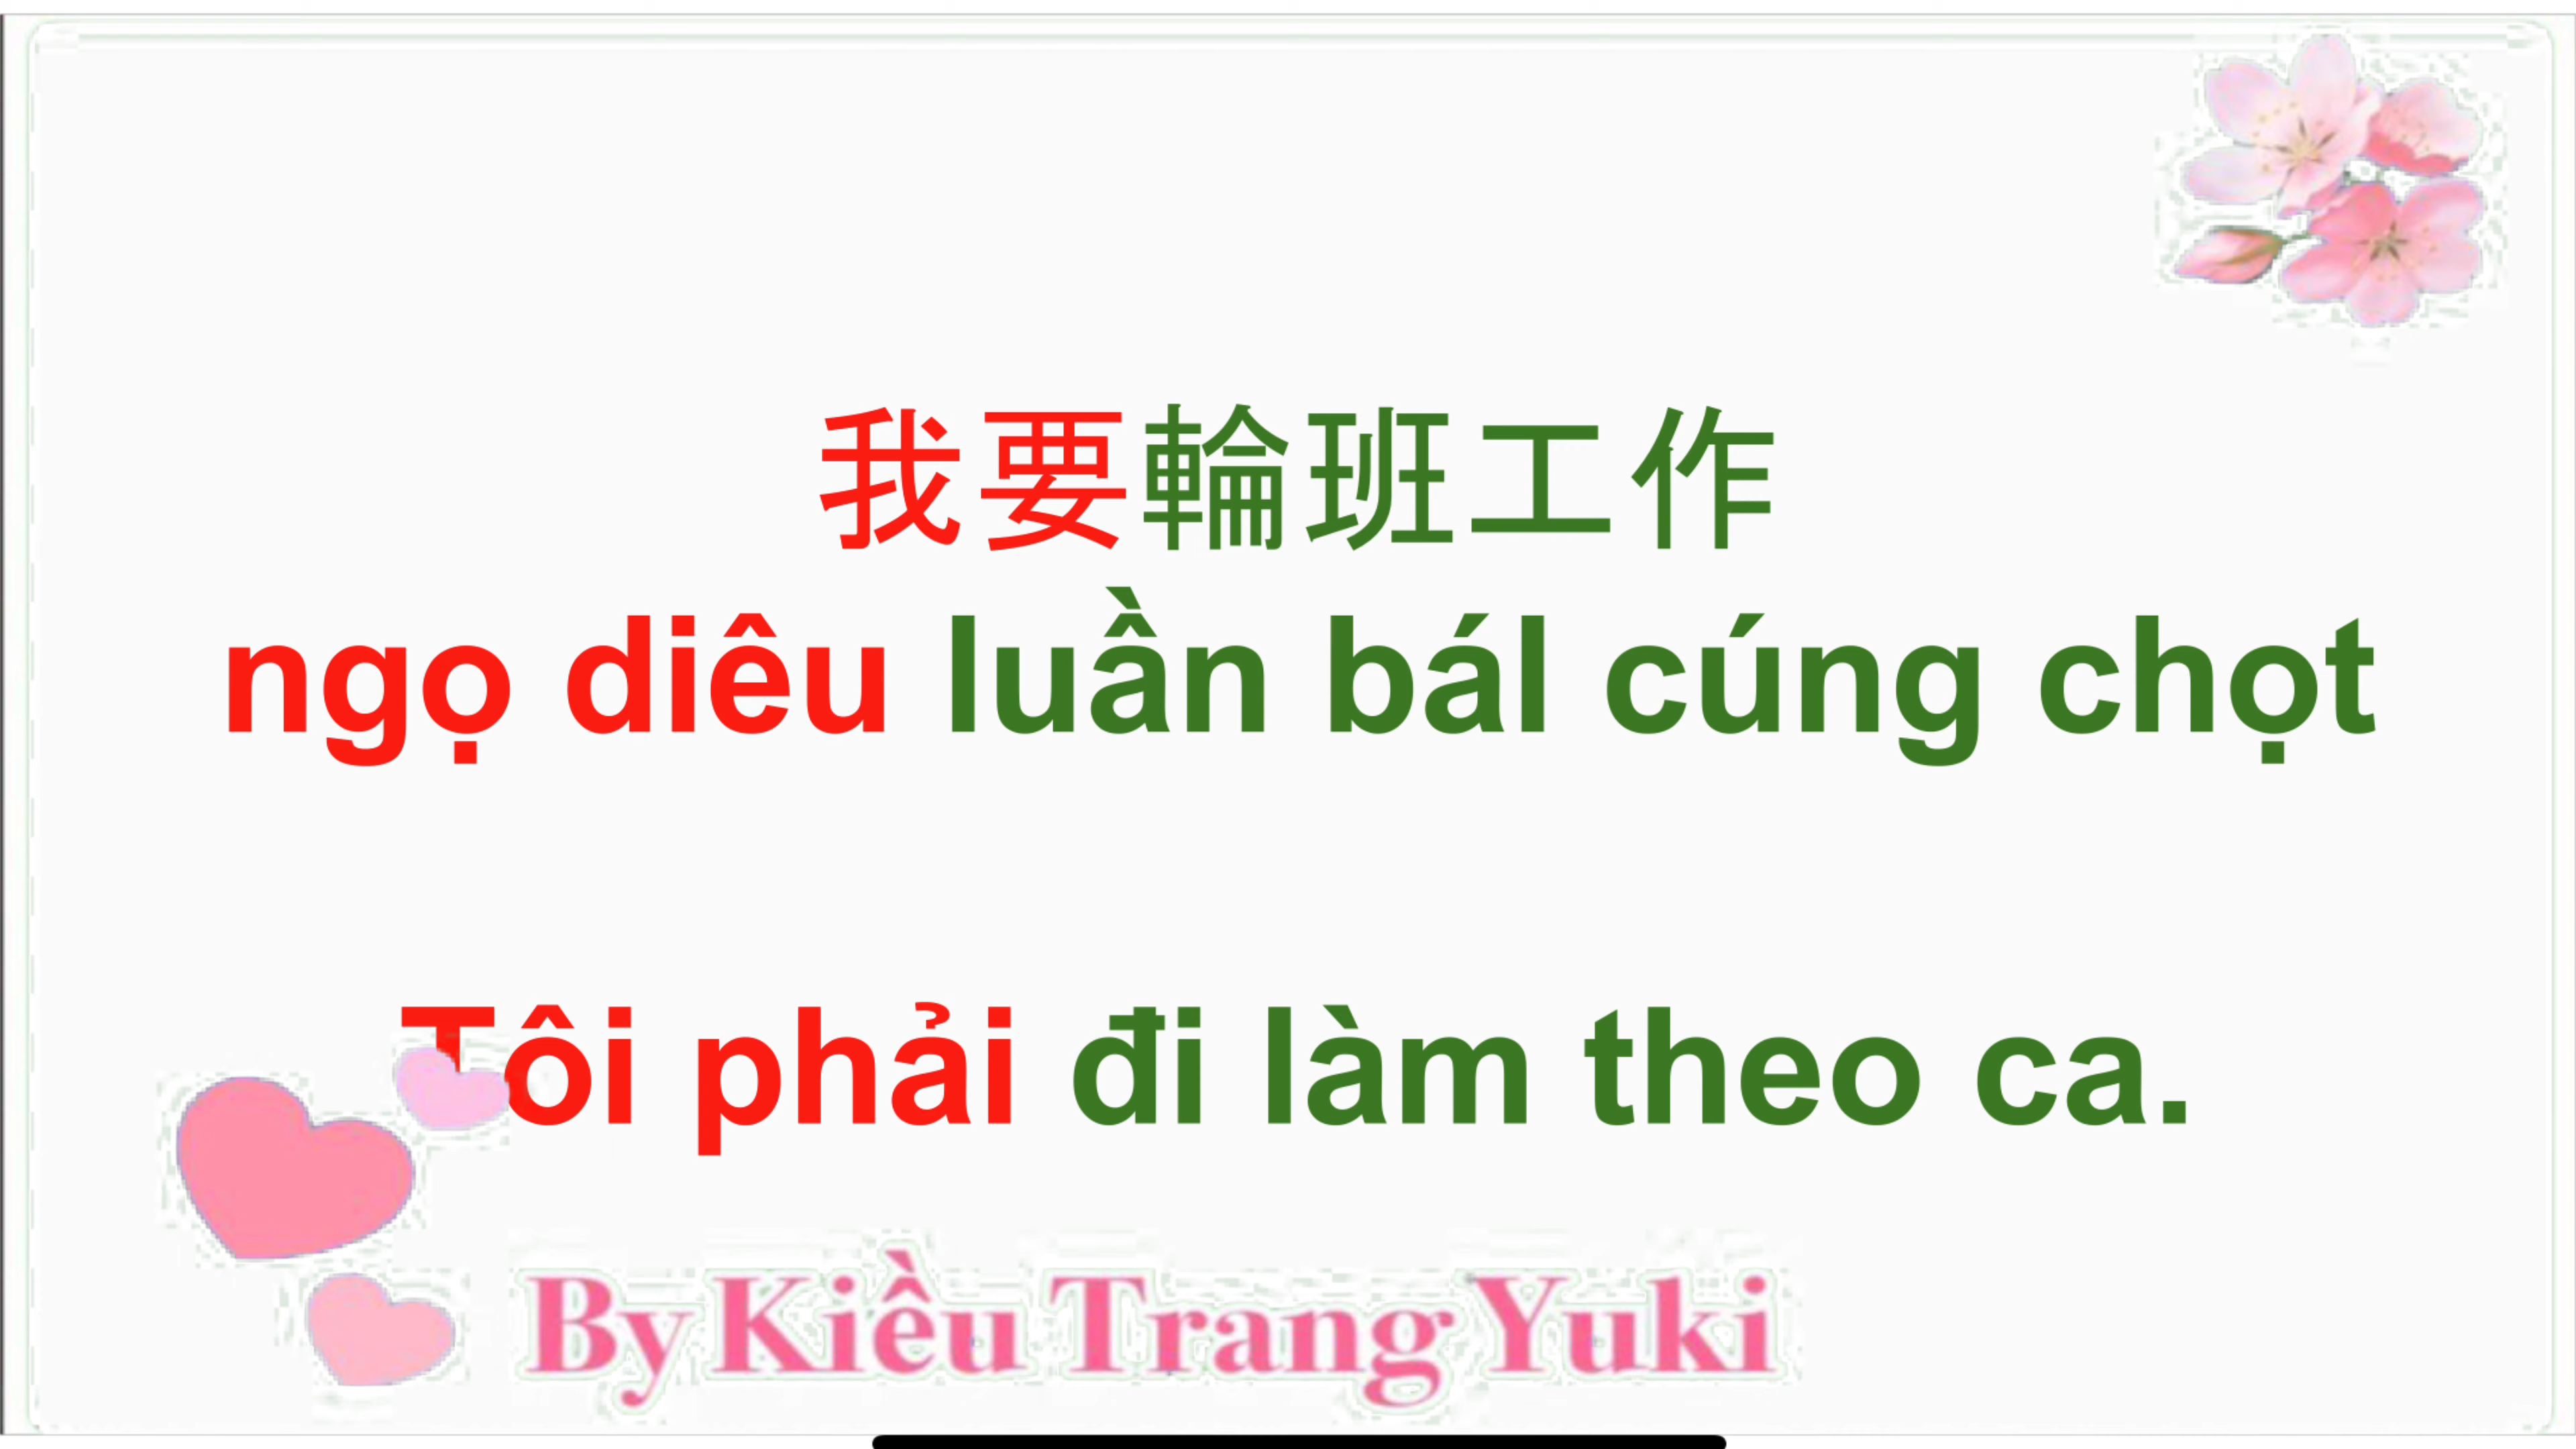 我要輪班工作
ngọ diêu luần bál cúng chọt
Tôi phải đi làm theo ca.
By Kiều Trang Yuki